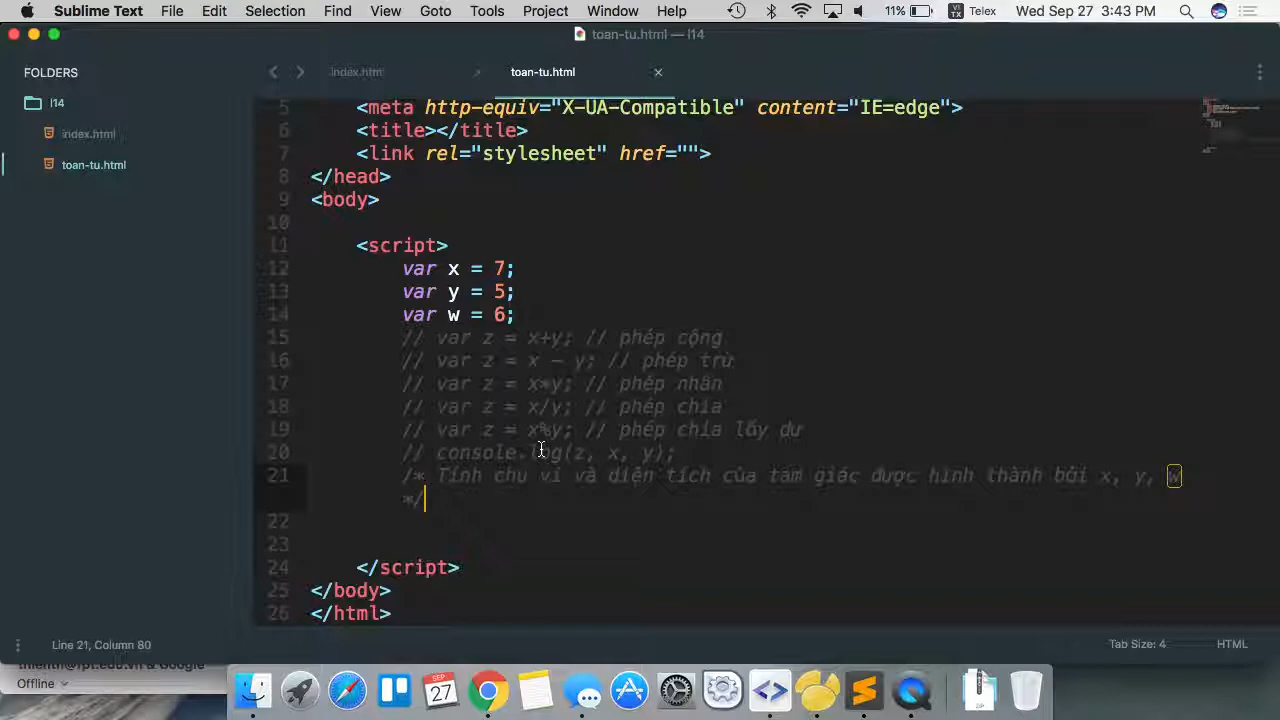 Sublime Text File Edit Selection Find View Goto Tools Project Window Help 11% VI TX Telex Wed Sep 27 3:43 PM
toan-tu.html — l14
FOLDERS
l14
index.html
toan-tu.html
index.htm
toan-tu.html
5 <meta http-equiv="X-UA-Compatible" content="IE=edge">
6 <title></title>
7 <link rel="stylesheet" href="">
8 </head>
9 <body>
10
11 <script>
12 var x = 7;
13 var y = 5;
14 var w = 6;
15 // var z = x+y; // phép cộng
16 // var z = x - y; // phép trừ
17 // var z = x*y; // phép nhân
18 // var z = x/y; // phép chia
19 // var z = x%y; // phép chia lấy dư
20 // console.log(z, x, y);
21 /* Tính chu vi và diện tích của tam giác được hình thành bởi x, y, w
*/
22
23
24 </script>
25 </body>
26 </html>
Line 21, Column 80
Tab Size: 4 HTML
Offline
SEP
27
ZIP